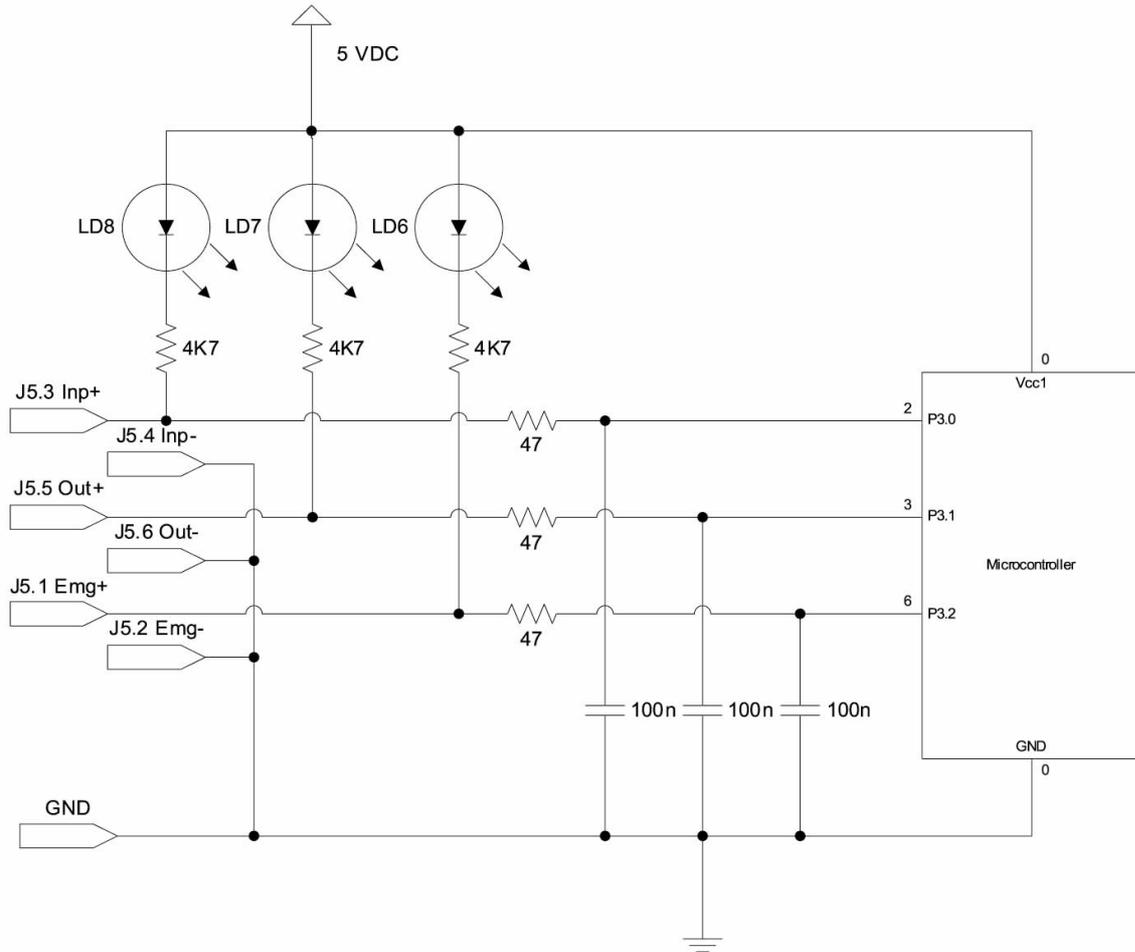 5 VDC
LD8
LD7
LD6
4K7
4K7
4K7
J5.3 Inp+
0
Vcc1
2
P3.0
J5.4 Inp-
47
J5.5 Out+
3
P3.1
J5.6 Out-
47
Microcontroller
J5.1 Emg+
6
P3.2
J5.2 Emg-
47
100n
100n
100n
GND
0
GND